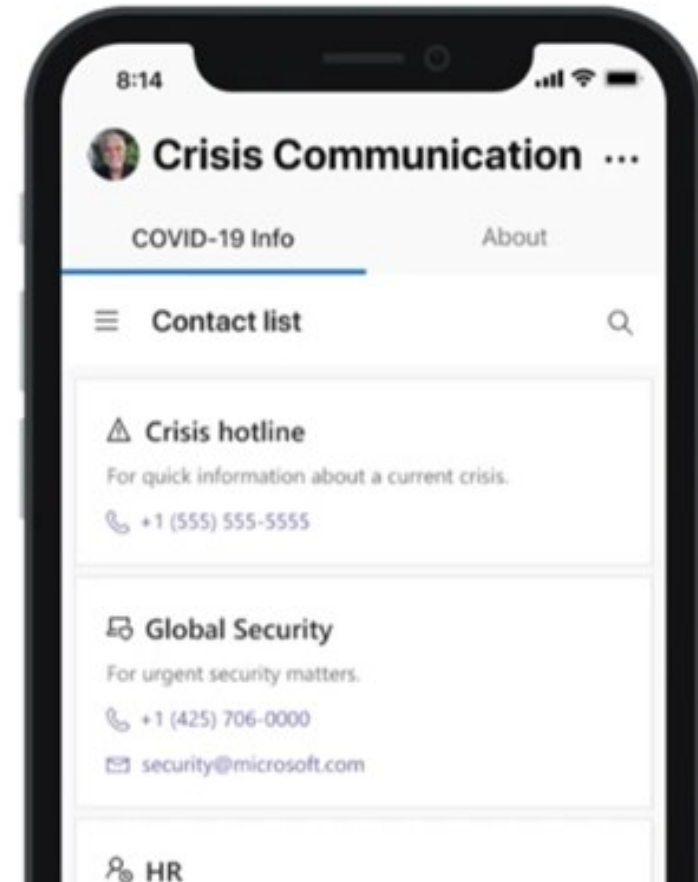 8:14
Crisis Communication ...
COVID-19 Info About
Contact list
Crisis hotline
For quick information about a current crisis.
+1 (555) 555-5555
Global Security
For urgent security matters.
+1 (425) 706-0000
security@microsoft.com
HR